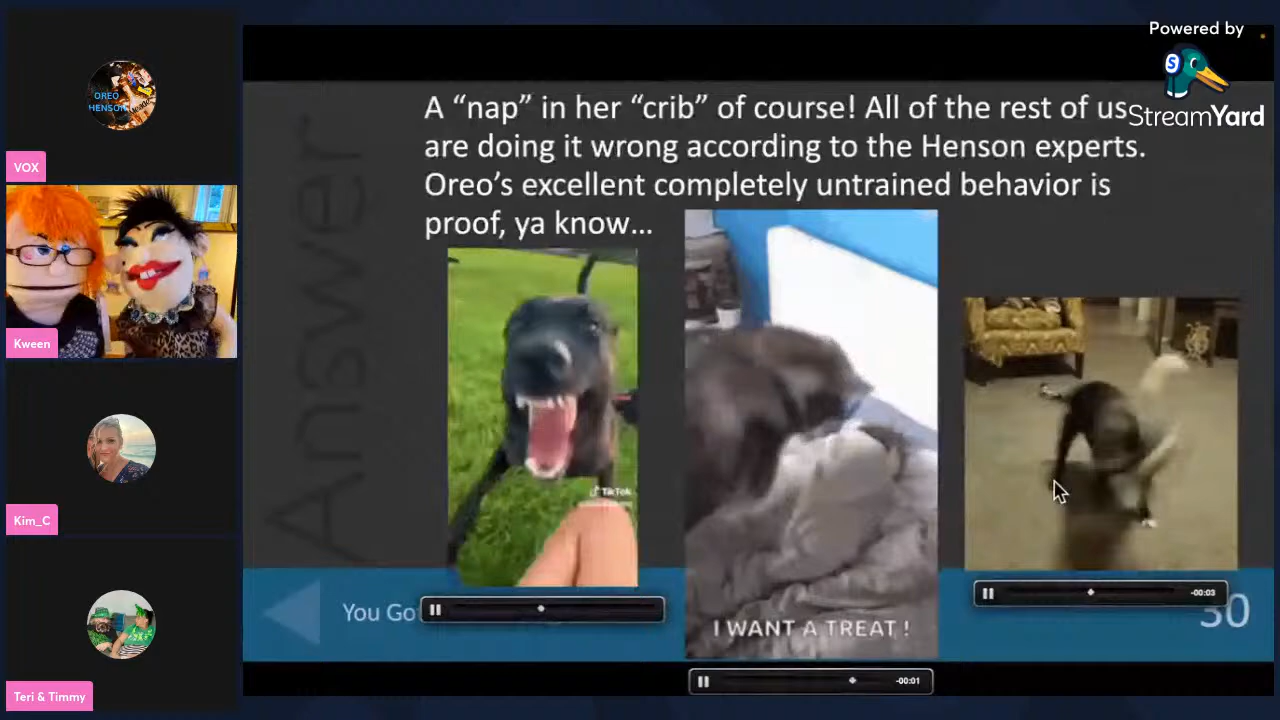 Powered by
StreamYard
A “nap” in her “crib” of course! All of the rest of us
are doing it wrong according to the Henson experts.
Oreo’s excellent completely untrained behavior is
proof, ya know…
Answer
OREO
HENSON
VOX
Kween
Kim_C
Teri & Timmy
TikTok
I WANT A TREAT !
You Go
-00:01
-00:03
30